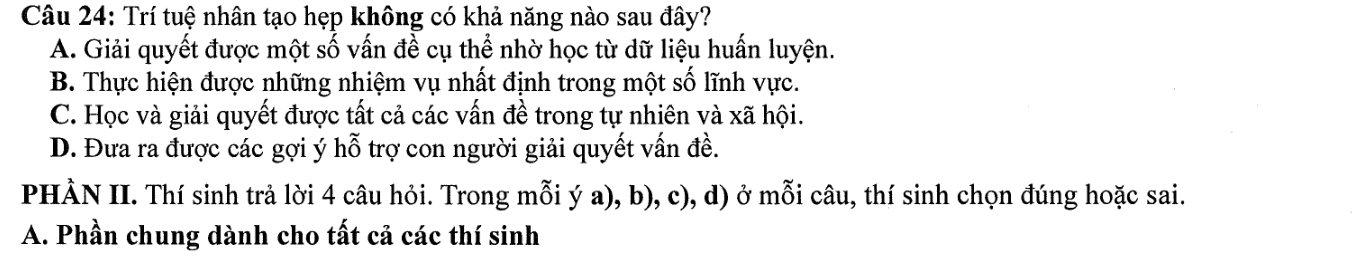 Câu 24: Trí tuệ nhân tạo hẹp không có khả năng nào sau đây?
A. Giải quyết được một số vấn đề cụ thể nhờ học từ dữ liệu huấn luyện.
B. Thực hiện được những nhiệm vụ nhất định trong một số lĩnh vực.
C. Học và giải quyết được tất cả các vấn đề trong tự nhiên và xã hội.
D. Đưa ra được các gợi ý hỗ trợ con người giải quyết vấn đề.
PHẦN II. Thí sinh trả lời 4 câu hỏi. Trong mỗi ý a), b), c), d) ở mỗi câu, thí sinh chọn đúng hoặc sai.
A. Phần chung dành cho tất cả các thí sinh